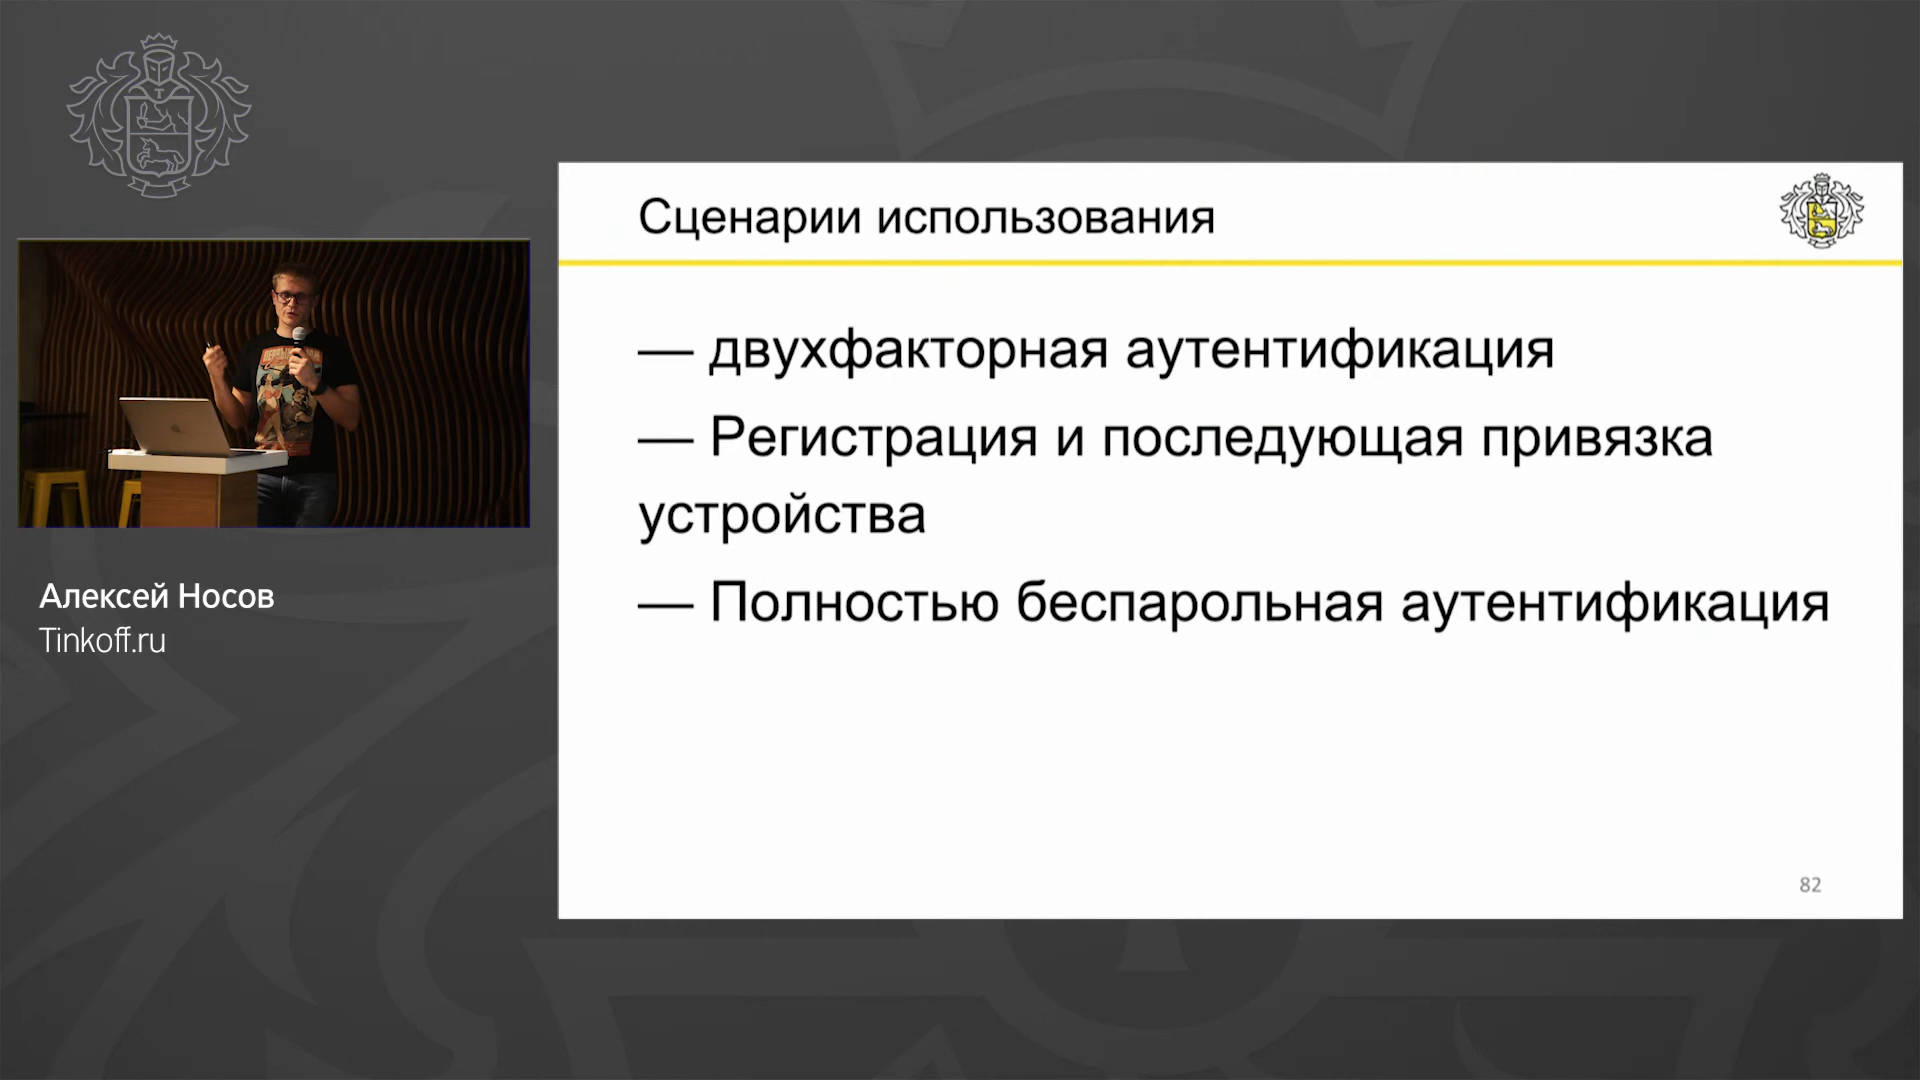 Сценарии использования
— двухфакторная аутентификация
— Регистрация и последующая привязка
устройства
— Полностью беспарольная аутентификация
82
Алексей Носов
Tinkoff.ru